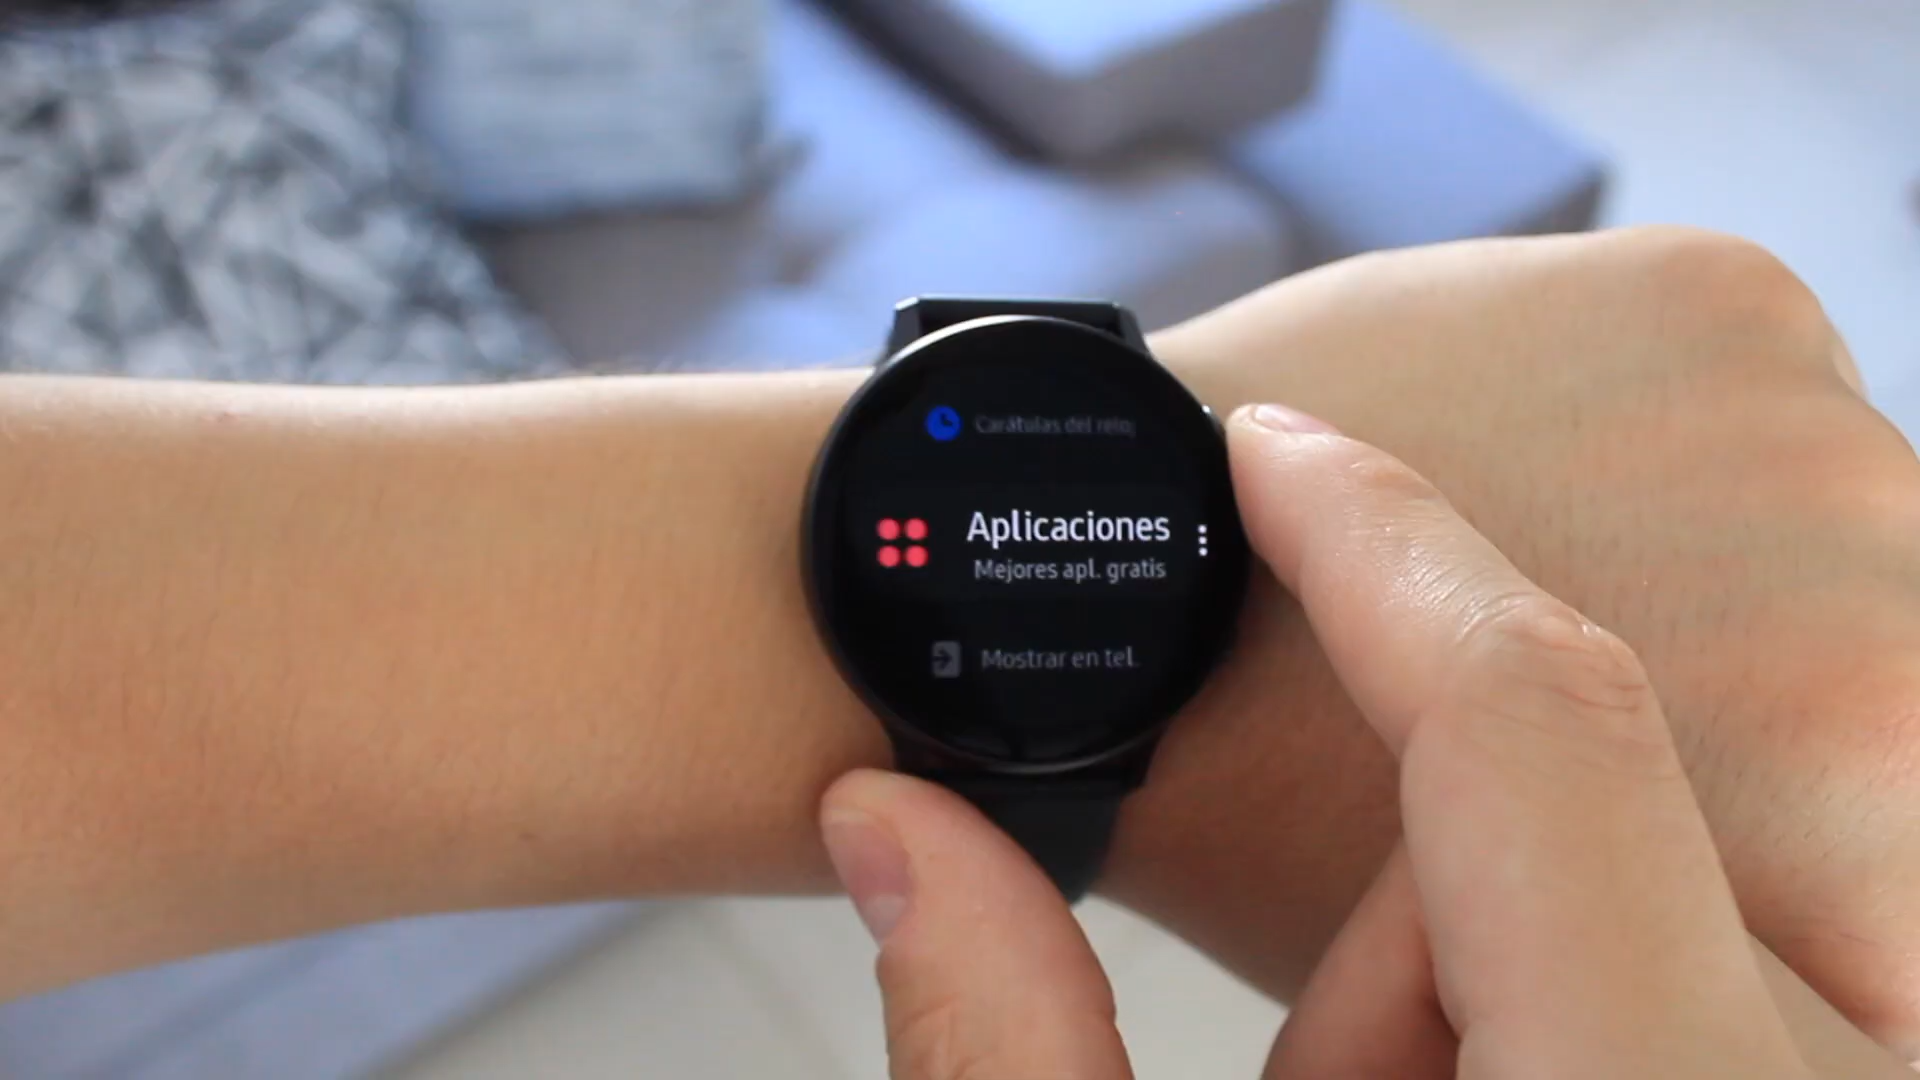 Carátulas del reloj
Aplicaciones
Mejores apl. gratis
Mostrar en tel.